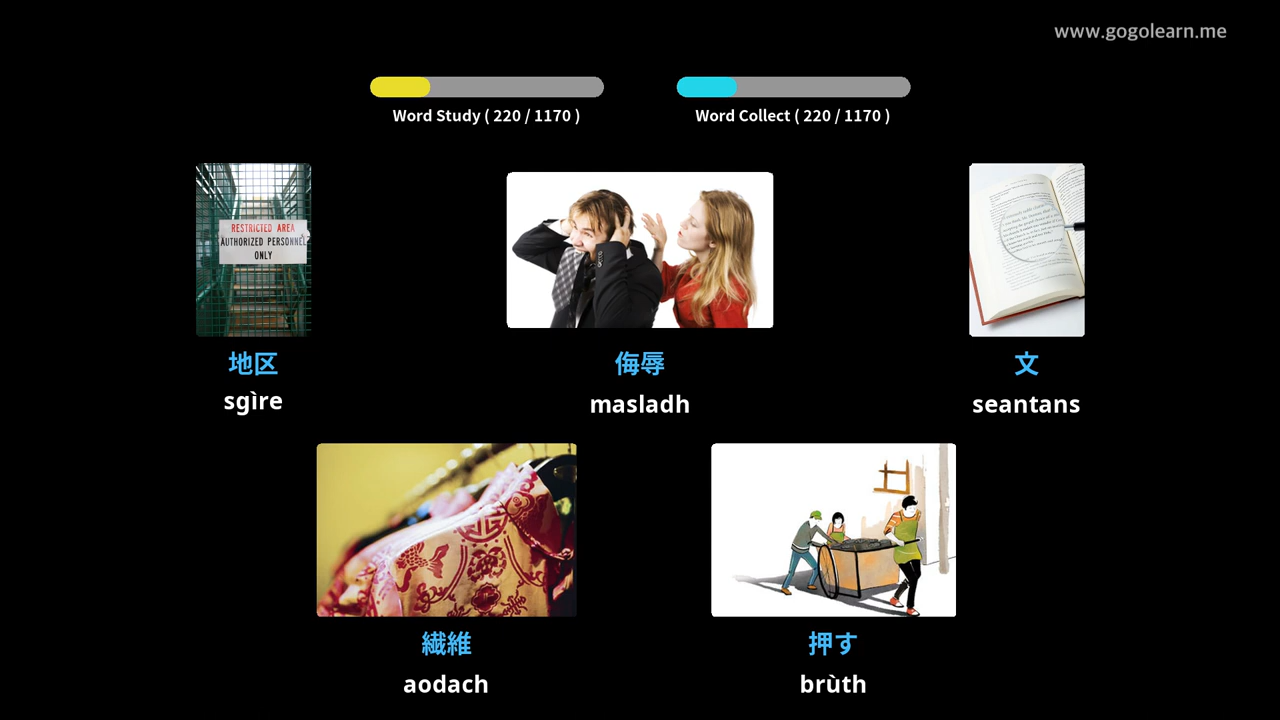 www.gogolearn.me
Word Study ( 220 / 1170 )
Word Collect ( 220 / 1170 )
RESTRICTED AREA
AUTHORIZED PERSONNEL
ONLY
地区
sgìre
侮辱
masladh
文
seantans
繊維
aodach
押す
brùth